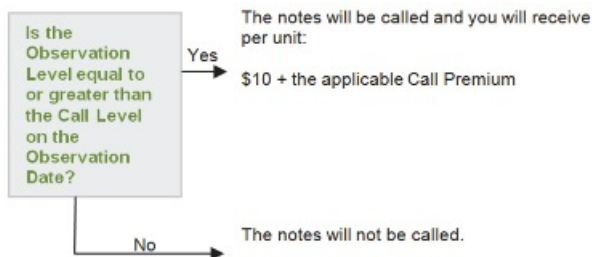 Is the
Observation
Level equal to
or greater than
the Call Level
on the
Observation
Date?
Yes
The notes will be called and you will receive
per unit:
$10 + the applicable Call Premium
No
The notes will not be called.